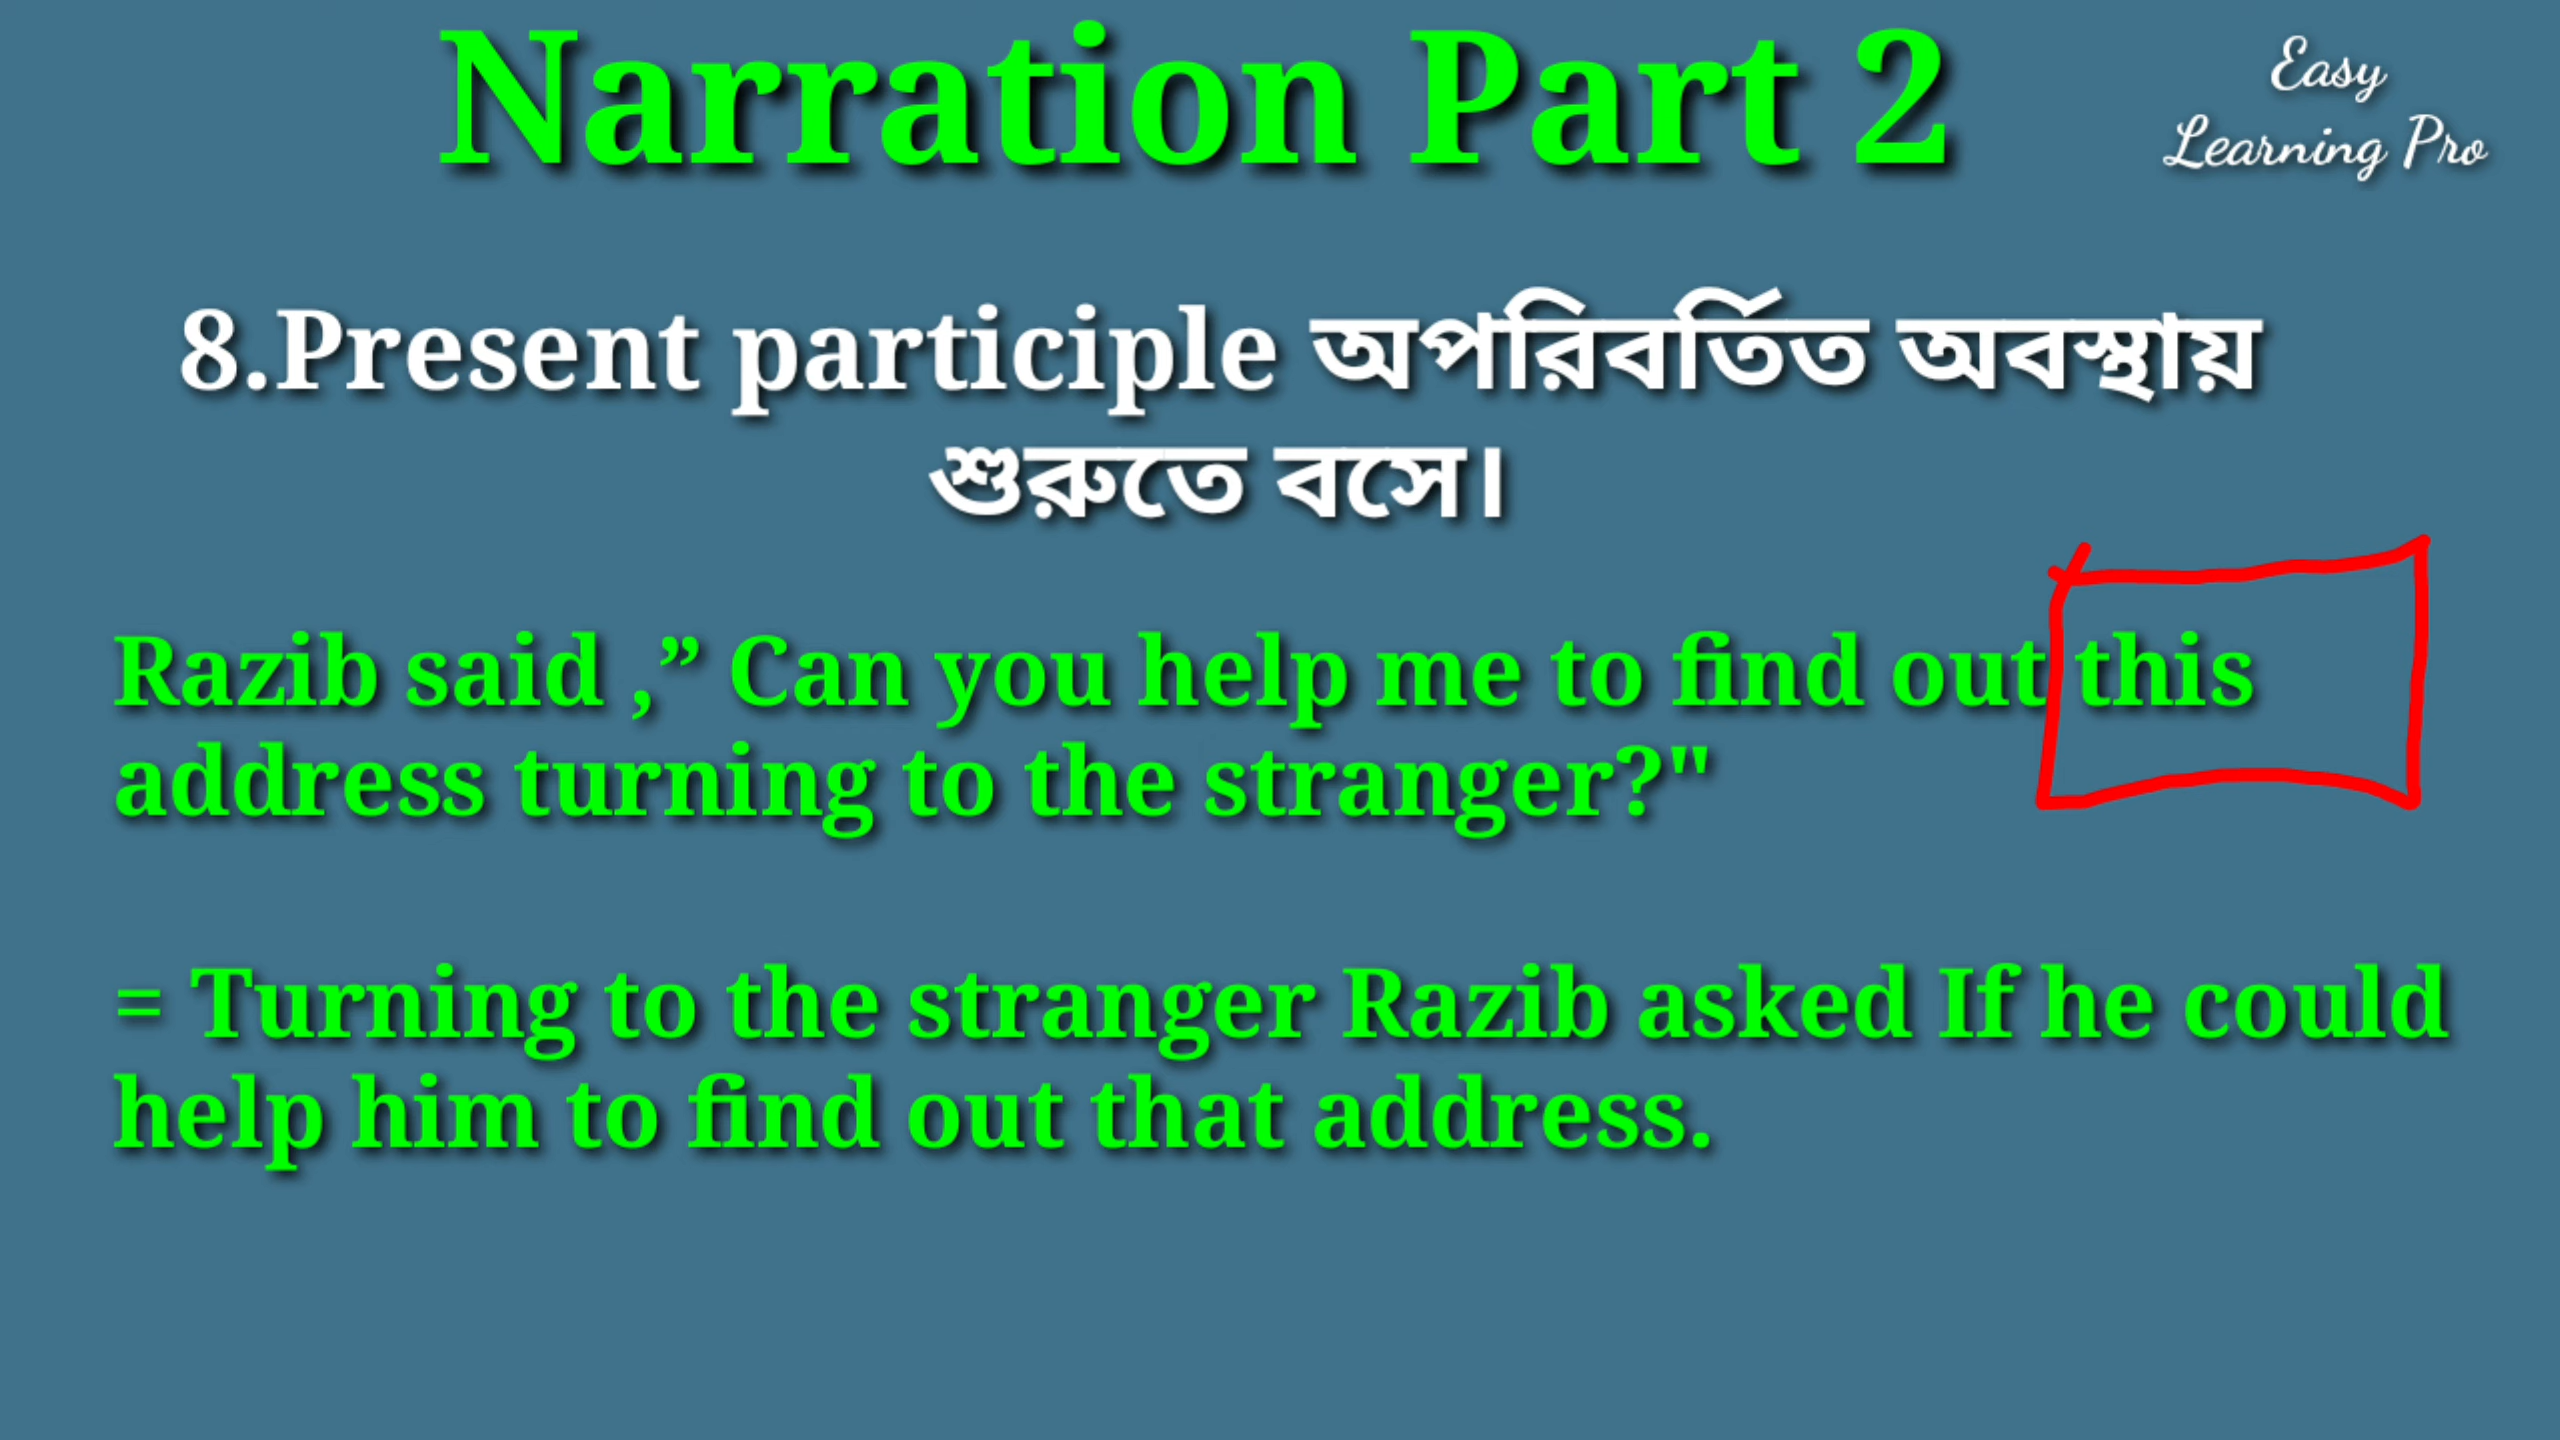 Narration Part 2
Easy
Learning Pro
8.Present participle অপরিবর্তিত অবস্থায়
শুরুতে বসে।
Razib said ,” Can you help me to find out this
address turning to the stranger?"
= Turning to the stranger Razib asked If he could
help him to find out that address.